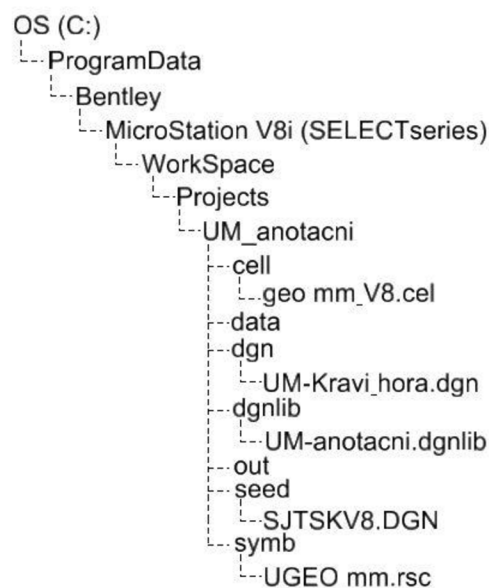 OS (C:)
ProgramData
Bentley
MicroStation V8i (SELECTseries)
WorkSpace
Projects
UM_anotacni
cell
geo mm_V8.cel
data
dgn
UM-Kravi_hora.dgn
dgnlib
UM-anotacni.dgnlib
out
seed
SJTSKV8.DGN
symb
UGEO mm.rsc